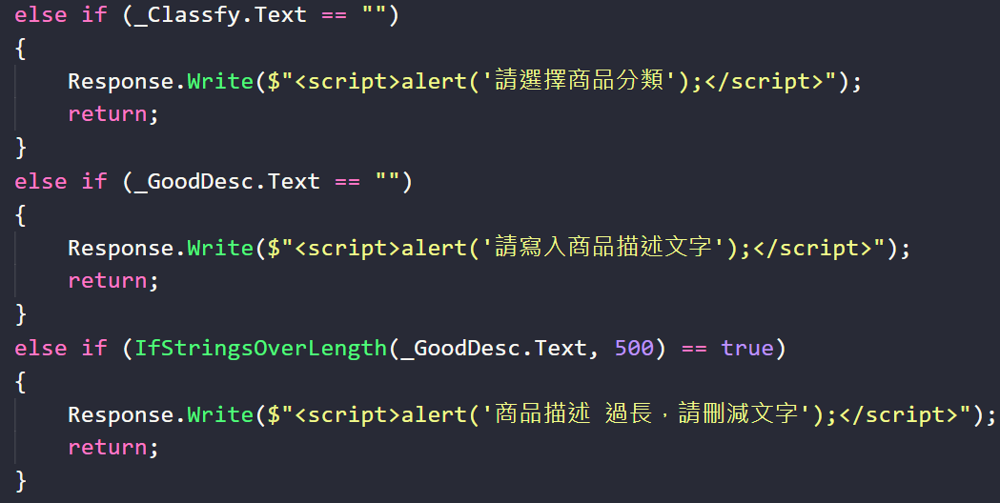 else if (_Classfy.Text == "")
{
    Response.Write($"<script>alert('請選擇商品分類');</script>");
    return;
}
else if (_GoodDesc.Text == "")
{
    Response.Write($"<script>alert('請寫入商品描述文字');</script>");
    return;
}
else if (IfStringsOverLength(_GoodDesc.Text, 500) == true)
{
    Response.Write($"<script>alert('商品描述 過長，請刪減文字');</script>");
    return;
}